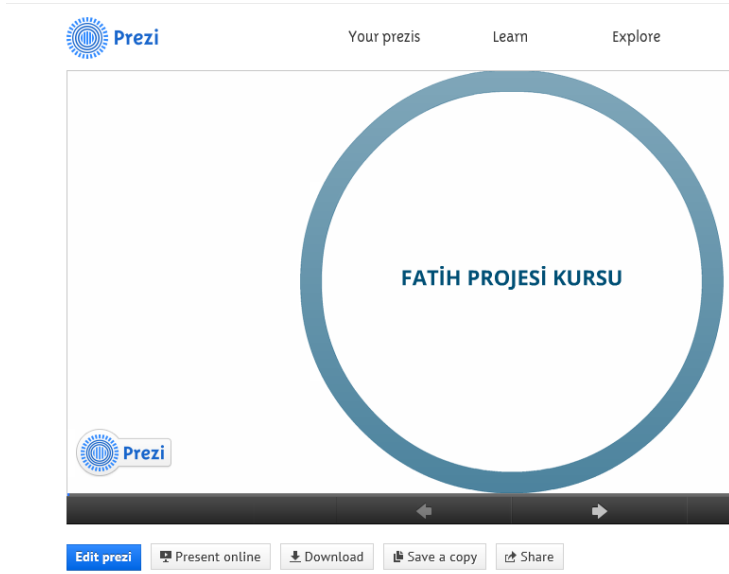 Prezi
Your prezis Learn Explore
FATİH PROJESİ KURSU
Prezi
Edit prezi Present online Download Save a copy Share